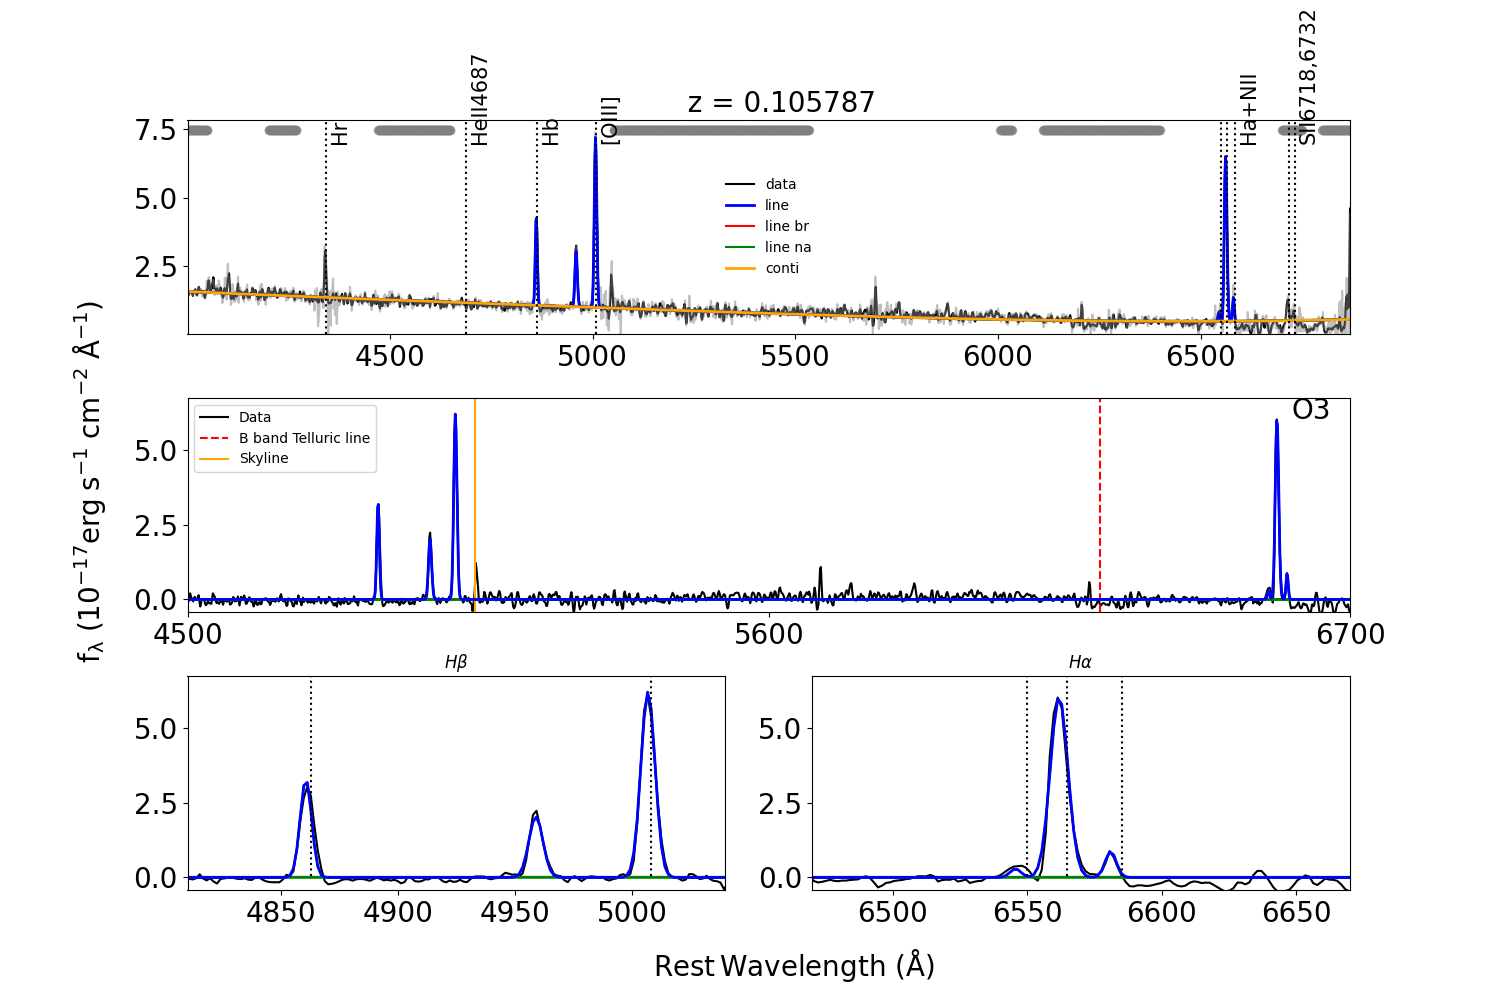 z = 0.105787
Hr
HeII4687
Hb
[OIII]
Ha+NII
SII6718,6732
7.5
5.0
2.5
data
line
line br
line na
conti
4500 5000 5500 6000 6500
f_λ (10^−17 erg s^−1 cm^−2 Å^−1)
O3
Data
B band Telluric line
Skyline
5.0
2.5
0.0
4500 5600 6700
Hβ
5.0
2.5
0.0
4850 4900 4950 5000
Hα
5.0
2.5
0.0
6500 6550 6600 6650
Rest Wavelength (Å)